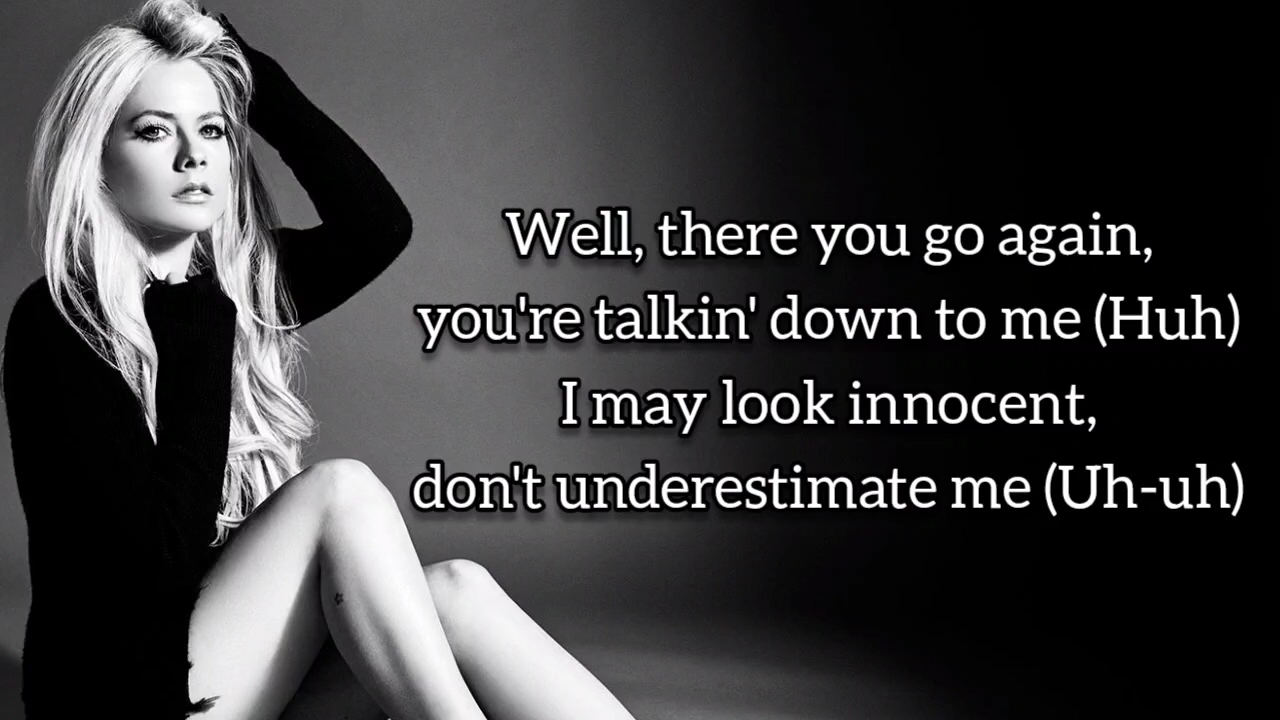 Well, there you go again,
you're talkin' down to me (Huh)
I may look innocent,
don't underestimate me (Uh-uh)